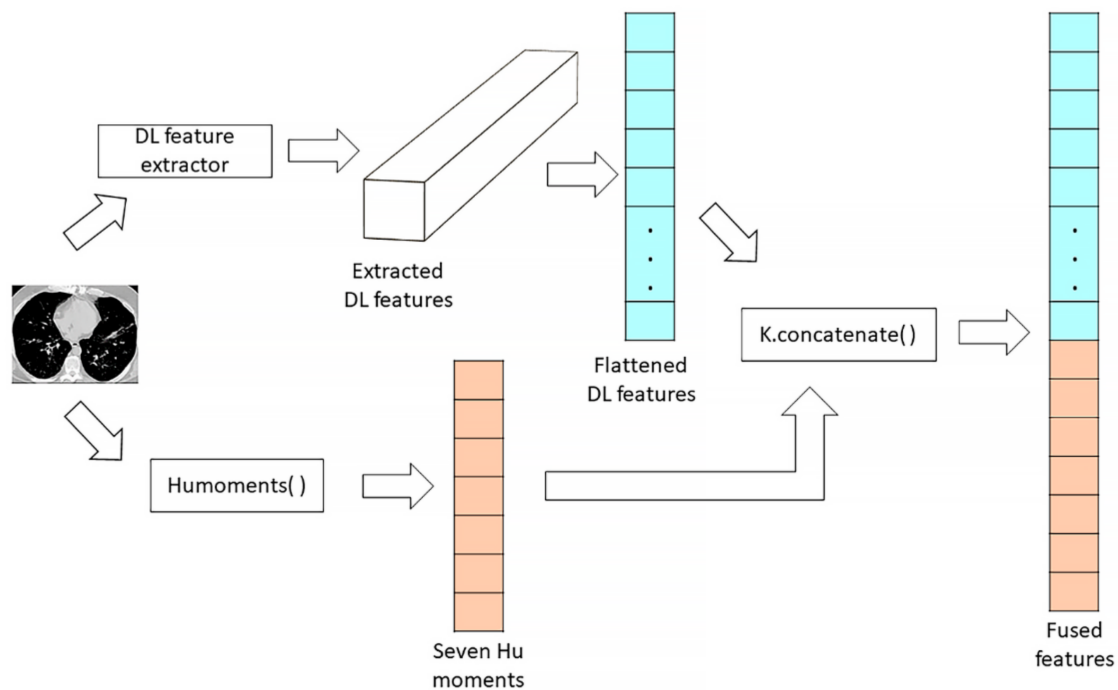 DL feature
extractor
Extracted
DL features
Flattened
DL features
K.concatenate()
Humoments( )
Seven Hu
moments
Fused
features